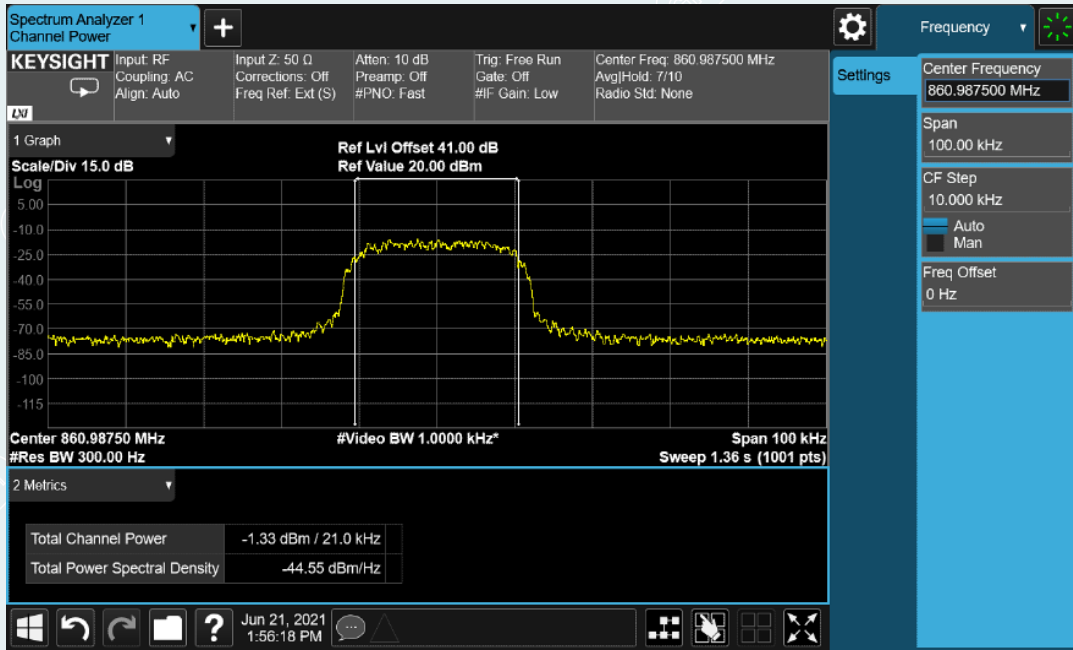 Spectrum Analyzer 1
Channel Power
+
Frequency
KEYSIGHT
LXI
Input: RF
Coupling: AC
Align: Auto
Input Z: 50 Ω
Corrections: Off
Freq Ref: Ext (S)
Atten: 10 dB
Preamp: Off
#PNO: Fast
Trig: Free Run
Gate: Off
#IF Gain: Low
Center Freq: 860.987500 MHz
Avg|Hold: 7/10
Radio Std: None
Settings
Center Frequency
860.987500 MHz
Span
100.00 kHz
CF Step
10.000 kHz
Auto
Man
Freq Offset
0 Hz
1 Graph
Scale/Div 15.0 dB
Ref Lvl Offset 41.00 dB
Ref Value 20.00 dBm
Log
5.00
-10.0
-25.0
-40.0
-55.0
-70.0
-85.0
-100
-115
Center 860.98750 MHz
#Video BW 1.0000 kHz*
Span 100 kHz
#Res BW 300.00 Hz
Sweep 1.36 s (1001 pts)
2 Metrics
Total Channel Power -1.33 dBm / 21.0 kHz
Total Power Spectral Density -44.55 dBm/Hz
?
Jun 21, 2021
1:56:18 PM